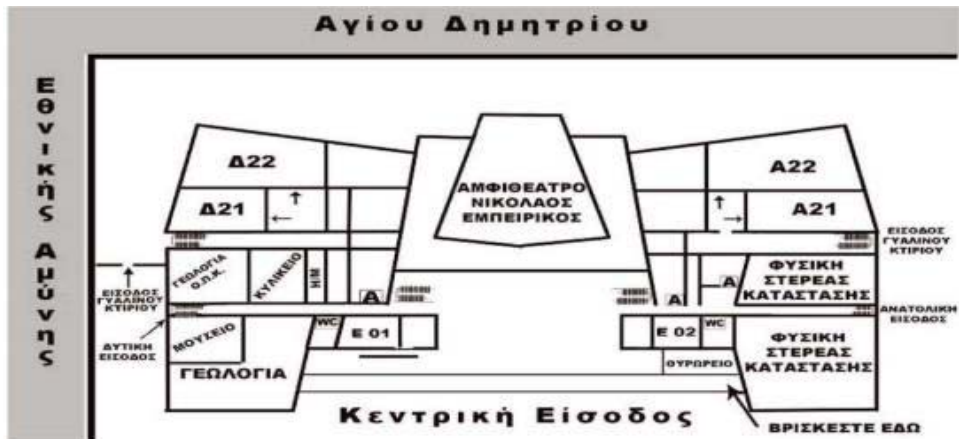 Αγίου Δημητρίου
Εθνικής Αμύνης
Δ22
Δ21
ΑΜΦΙΘΕΑΤΡΟ
ΝΙΚΟΛΑΟΣ
ΕΜΠΕΙΡΙΚΟΣ
Α22
Α21
ΕΙΣΟΔΟΣ
ΓΥΑΛΙΝΟΥ
ΚΤΙΡΙΟΥ
ΕΙΣΟΔΟΣ
ΓΥΑΛΙΝΟΥ
ΚΤΙΡΙΟΥ
ΓΕΩΛΟΓΙΑ
Ο.Π.Κ.
ΚΥΛΙΚΕΙΟ
Η/Μ
Α
Α
Α
ΦΥΣΙΚΗ
ΣΤΕΡΕΑΣ
ΚΑΤΑΣΤΑΣΗΣ
ΑΝΑΤΟΛΙΚΗ
ΕΙΣΟΔΟΣ
ΔΥΤΙΚΗ
ΕΙΣΟΔΟΣ
ΜΟΥΣΕΙΟ
ΓΕΩΛΟΓΙΑ
WC
Ε 01
Ε 02
WC
ΘΥΡΩΡΕΙΟ
ΦΥΣΙΚΗ
ΣΤΕΡΕΑΣ
ΚΑΤΑΣΤΑΣΗΣ
Κεντρική Είσοδος
ΒΡΙΣΚΕΣΤΕ ΕΔΩ